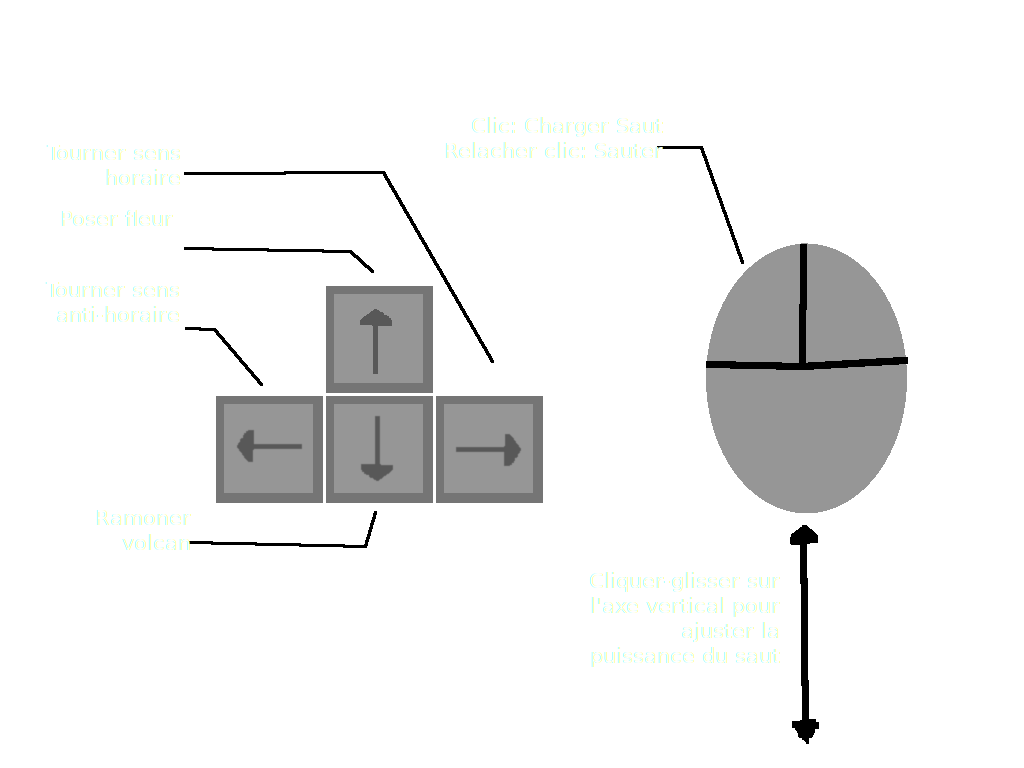 Clic: Charger Saut
Relacher clic: Sauter
Tourner sens
horaire
Poser fleur
Tourner sens
anti-horaire
Ramoner
volcan
Cliquer-glisser sur
l'axe vertical pour
ajuster la
puissance du saut